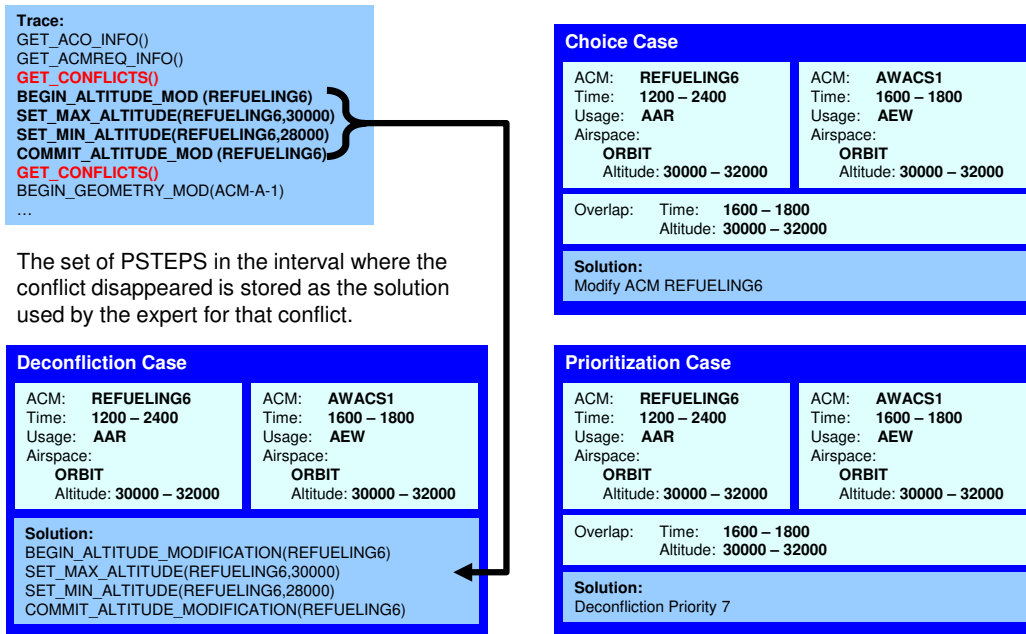 Trace:
GET_ACO_INFO()
GET_ACMREQ_INFO()
GET_CONFLICTS()
BEGIN_ALTITUDE_MOD (REFUELING6)
SET_MAX_ALTITUDE(REFUELING6,30000)
SET_MIN_ALTITUDE(REFUELING6,28000)
COMMIT_ALTITUDE_MOD (REFUELING6)
GET_CONFLICTS()
BEGIN_GEOMETRY_MOD(ACM-A-1)
…
The set of PSTEPS in the interval where the
conflict disappeared is stored as the solution
used by the expert for that conflict.
Deconfliction Case
ACM: REFUELING6
Time: 1200 – 2400
Usage: AAR
Airspace:
ORBIT
Altitude: 30000 – 32000
ACM: AWACS1
Time: 1600 – 1800
Usage: AEW
Airspace:
ORBIT
Altitude: 30000 – 32000
Solution:
BEGIN_ALTITUDE_MODIFICATION(REFUELING6)
SET_MAX_ALTITUDE(REFUELING6,30000)
SET_MIN_ALTITUDE(REFUELING6,28000)
COMMIT_ALTITUDE_MODIFICATION(REFUELING6)
Choice Case
ACM: REFUELING6
Time: 1200 – 2400
Usage: AAR
Airspace:
ORBIT
Altitude: 30000 – 32000
ACM: AWACS1
Time: 1600 – 1800
Usage: AEW
Airspace:
ORBIT
Altitude: 30000 – 32000
Overlap: Time: 1600 – 1800
Altitude: 30000 – 32000
Solution:
Modify ACM REFUELING6
Prioritization Case
ACM: REFUELING6
Time: 1200 – 2400
Usage: AAR
Airspace:
ORBIT
Altitude: 30000 – 32000
ACM: AWACS1
Time: 1600 – 1800
Usage: AEW
Airspace:
ORBIT
Altitude: 30000 – 32000
Overlap: Time: 1600 – 1800
Altitude: 30000 – 32000
Solution:
Deconfliction Priority 7